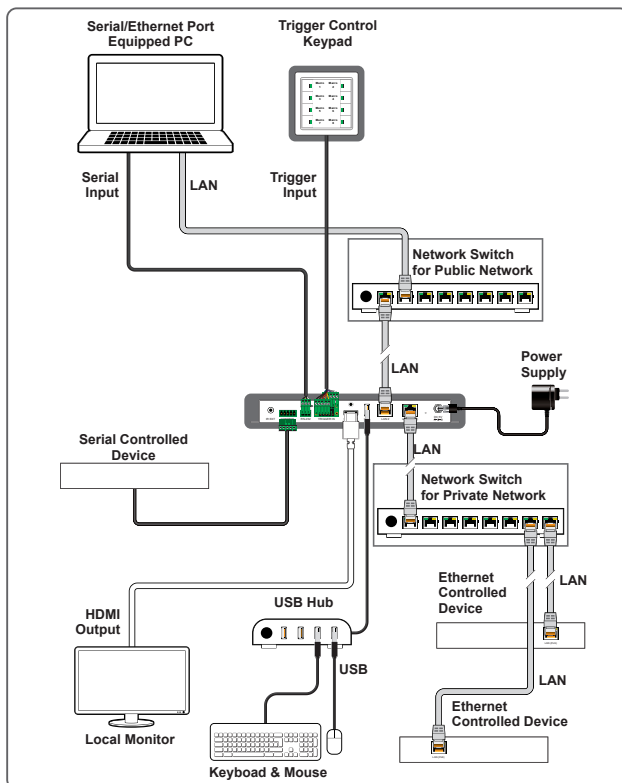 Serial/Ethernet Port
Equipped PC
Trigger Control
Keypad
Serial
Input
LAN
Trigger
Input
Network Switch
for Public Network
LAN
Power
Supply
LAN
Serial Controlled
Device
Network Switch
for Private Network
HDMI
Output
USB Hub
Ethernet
Controlled
Device
LAN
USB
LAN
Local Monitor
Ethernet
Controlled Device
Keyboad & Mouse